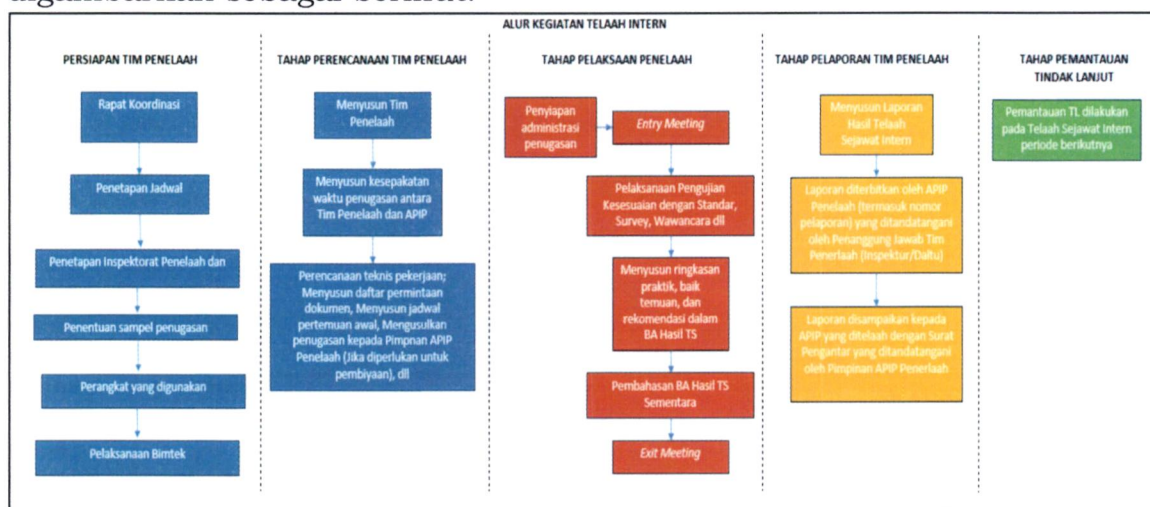 digambarkan sebagai berikut:
ALUR KEGIATAN TELAAH INTERN
PERSIAPAN TIM PENELAAH
Rapat Koordinasi
Penetapan Jadwal
Penetapan Inspektorat Penelaah dan
Penentuan sampel penugasan
Perangkat yang digunakan
Pelaksanaan Bimtek
TAHAP PERENCANAAN TIM PENELAAH
Menyusun Tim
Penelaah
Menyusun kesepakatan
waktu penugasan antara
Tim Penelaah dan APIP
Perencanaan teknis pekerjaan;
Menyusun daftar permintaan
dokumen, Menyusun jadwal
pertemuan awal, Mengusulkan
penugasan kepada Pimpnan APIP
Penelaah (Jika diperlukan untuk
pembiyaan), dll
TAHAP PELAKSAAN PENELAAH
Penyiapan
administrasi
penugasan
Entry Meeting
Pelaksanaan Pengujian
Kesesuaian dengan Standar,
Survey, Wawancara dll
Menyusun ringkasan
praktik, baik
temuan, dan
rekomendasi dalam
BA Hasil TS
Pembahasan BA Hasil TS
Sementara
Exit Meeting
TAHAP PELAPORAN TIM PENELAAH
Menyusun Laporan
Hasil Telaah
Sejawat Intern
Laporan diterbitkan oleh APIP
Penelaah (termasuk nomor
pelaporan) yang ditandatangani
oleh Penanggung Jawab Tim
Penerlaah (Inspektur/Daltu)
Laporan disampaikan kepada
APIP yang ditelaah dengan Surat
Pengantar yang ditandatangani
oleh Pimpinan APIP Penerlaah
TAHAP PEMANTAUAN
TINDAK LANJUT
Pemantauan TL dilakukan
pada Telaah Sejawat Intern
periode berikutnya